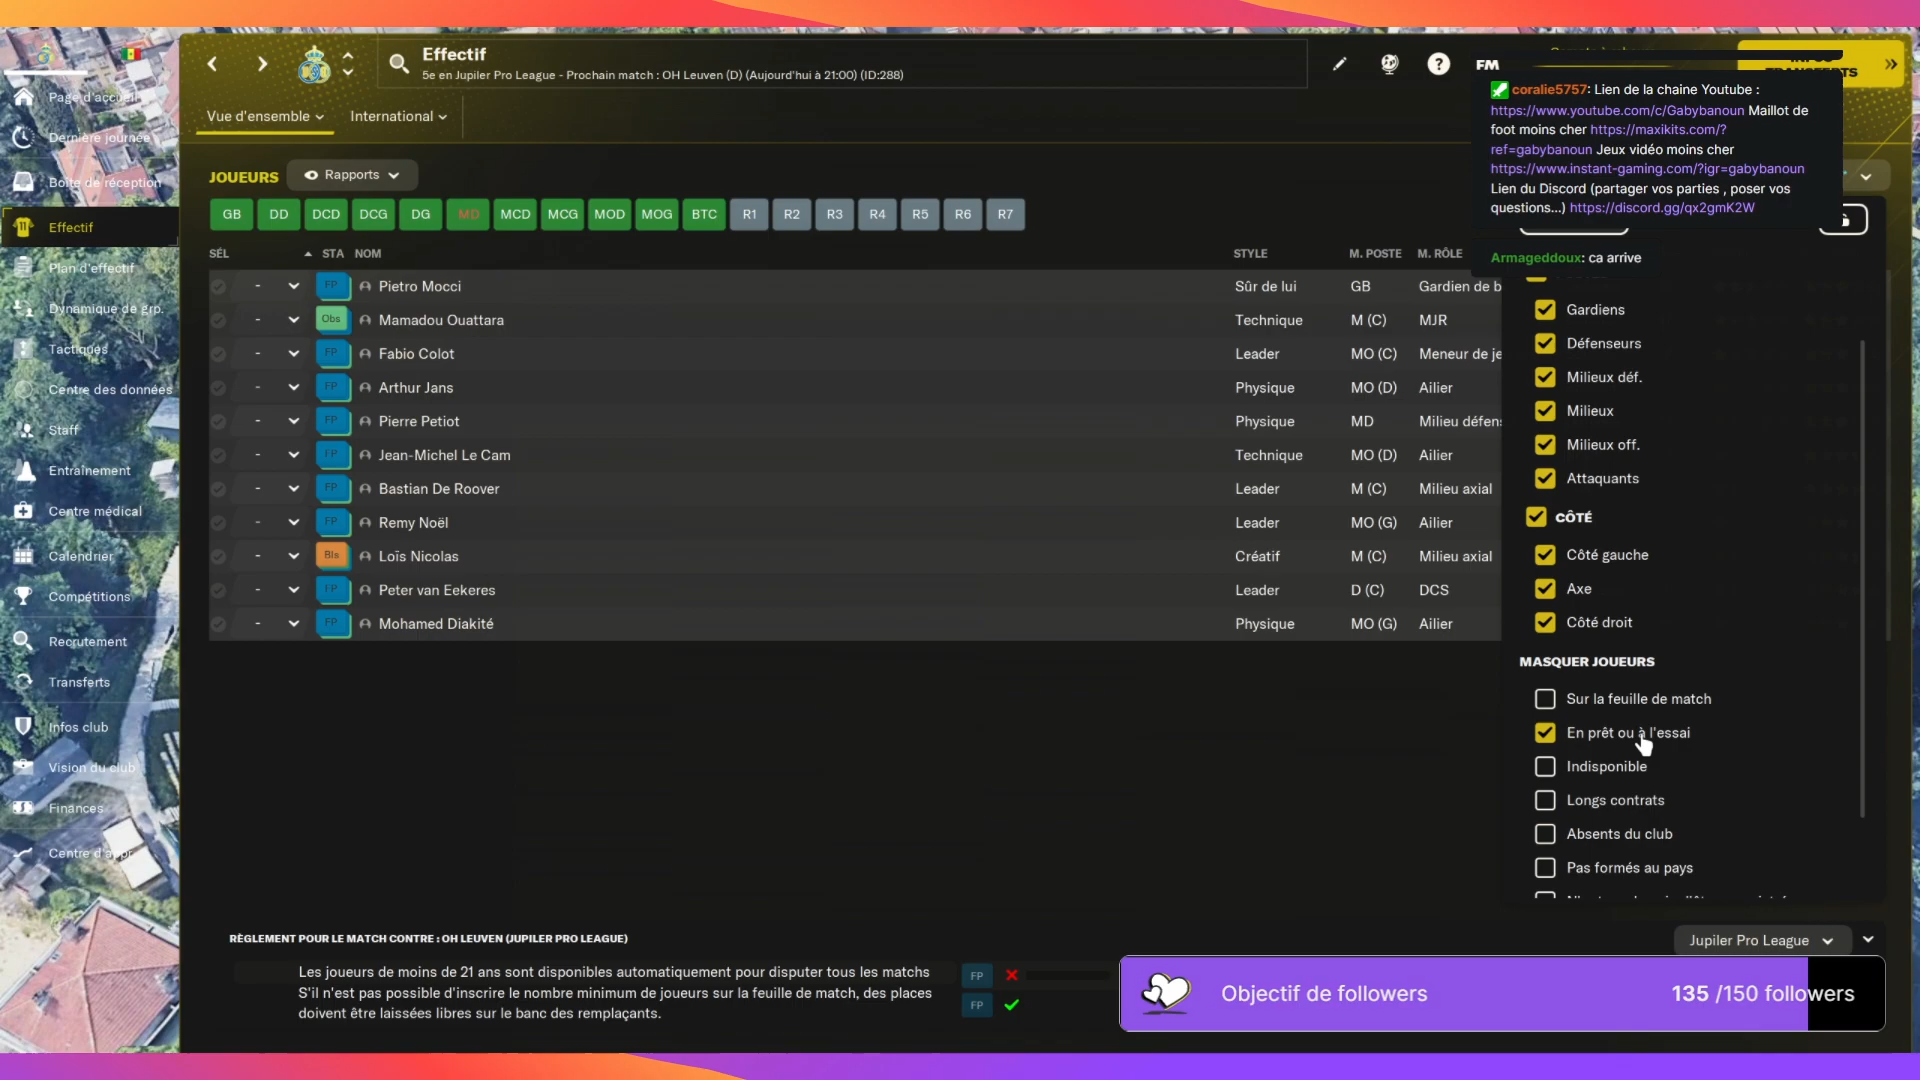 Effectif
5e en Jupiler Pro League - Prochain match : OH Leuven (D) (Aujourd'hui à 21:00) (ID:288)
FM
coralie5757: Lien de la chaine Youtube :
https://www.youtube.com/c/Gabybanoun Maillot de
foot moins cher https://maxikits.com/?
ref=gabybanoun Jeux vidéo moins cher
https://www.instant-gaming.com/?igr=gabybanoun
Lien du Discord (partager vos parties , poser vos
questions...) https://discord.gg/qx2gmK2W
Armageddoux: ca arrive
Page d'accueil
Dernière journée
Boîte de réception
Effectif
Plan d'effectif
Dynamique de grp.
Tactiques
Centre des données
Staff
Entraînement
Centre médical
Calendrier
Compétitions
Recrutement
Transferts
Infos club
Vision du club
Finances
Vue d'ensemble
International
JOUEURS
Rapports
GB DD DCD DCG DG MD MCD MCG MOD MOG BTC R1 R2 R3 R4 R5 R6 R7
SÉL STA NOM STYLE M. POSTE M. RÔLE
- FP Pietro Mocci Sûr de lui GB Gardien de b
- Obs Mamadou Ouattara Technique M (C) MJR
- FP Fabio Colot Leader MO (C) Meneur de je
- FP Arthur Jans Physique MO (D) Ailier
- FP Pierre Petiot Physique MD Milieu défens
- FP Jean-Michel Le Cam Technique MO (D) Ailier
- FP Bastian De Roover Leader M (C) Milieu axial
- FP Remy Noël Leader MO (G) Ailier
- Bls Loïs Nicolas Créatif M (C) Milieu axial
- FP Peter van Eekeres Leader D (C) DCS
- FP Mohamed Diakité Physique MO (G) Ailier
Gardiens
Défenseurs
Milieux déf.
Milieux
Milieux off.
Attaquants
CÔTÉ
Côté gauche
Axe
Côté droit
MASQUER JOUEURS
Sur la feuille de match
En prêt ou à l'essai
Indisponible
Longs contrats
Absents du club
Pas formés au pays
RÈGLEMENT POUR LE MATCH CONTRE : OH LEUVEN (JUPILER PRO LEAGUE)
Jupiler Pro League
Les joueurs de moins de 21 ans sont disponibles automatiquement pour disputer tous les matchs
S'il n'est pas possible d'inscrire le nombre minimum de joueurs sur la feuille de match, des places
doivent être laissées libres sur le banc des remplaçants.
FP
FP
Objectif de followers
135 /150 followers